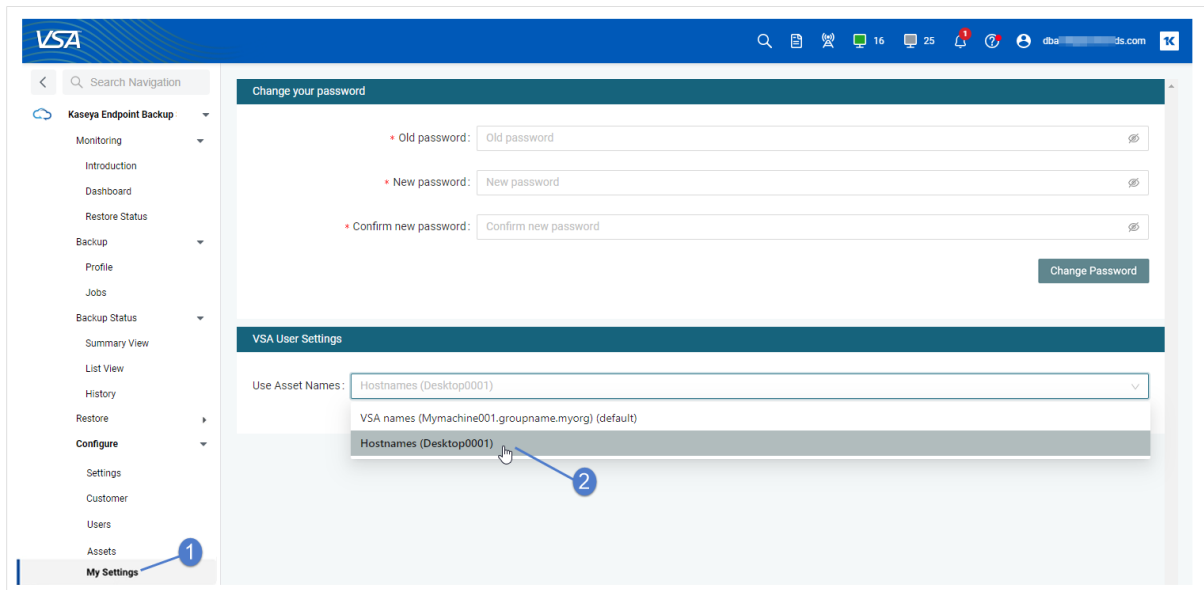 VSA
16
25
1
dba
ds.com
Search Navigation
Kaseya Endpoint Backup
Monitoring
Introduction
Dashboard
Restore Status
Backup
Profile
Jobs
Backup Status
Summary View
List View
History
Restore
Configure
Settings
Customer
Users
Assets
1
My Settings
Change your password
* Old password: Old password
* New password: New password
* Confirm new password: Confirm new password
Change Password
VSA User Settings
Use Asset Names: Hostnames (Desktop0001)
VSA names (Mymachine001.groupname.myorg) (default)
Hostnames (Desktop0001)
2